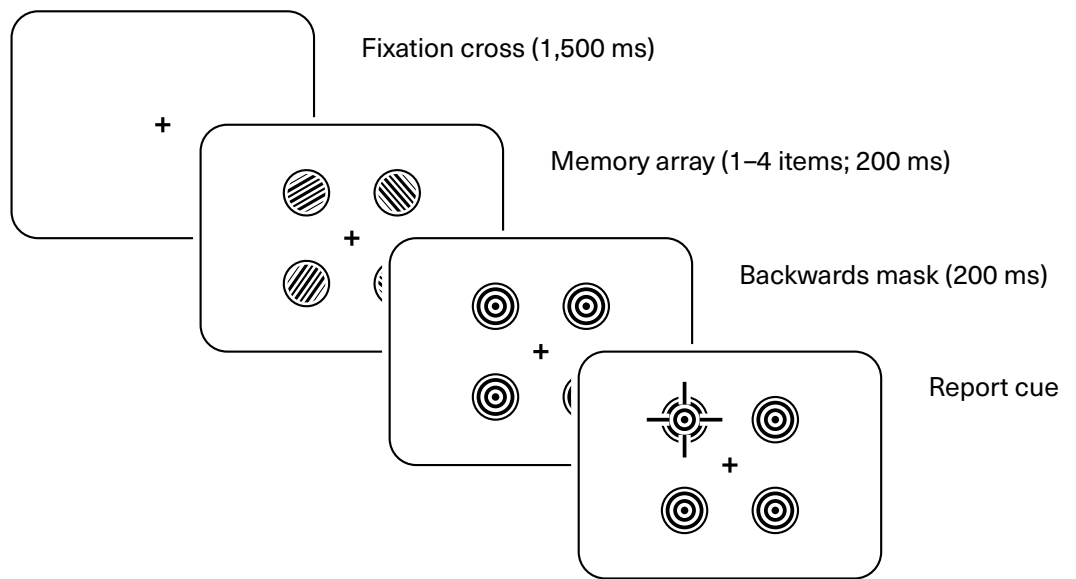 Fixation cross (1,500 ms)
Memory array (1–4 items; 200 ms)
Backwards mask (200 ms)
Report cue